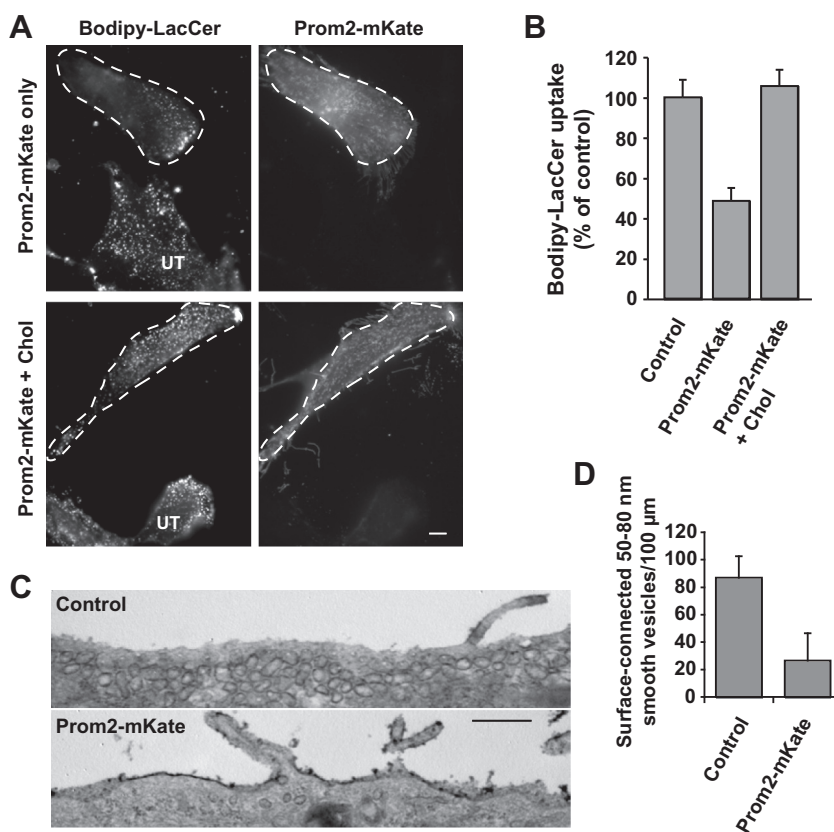 A
Bodipy-LacCer
Prom2-mKate
Prom2-mKate only
UT
Prom2-mKate + Chol
UT
B
Bodipy-LacCer uptake
(% of control)
120
100
80
60
40
20
0
Control
Prom2-mKate
Prom2-mKate
+ Chol
C
Control
Prom2-mKate
D
Surface-connected 50-80 nm
smooth vesicles/100 µm
120
100
80
60
40
20
0
Control
Prom2-mKate